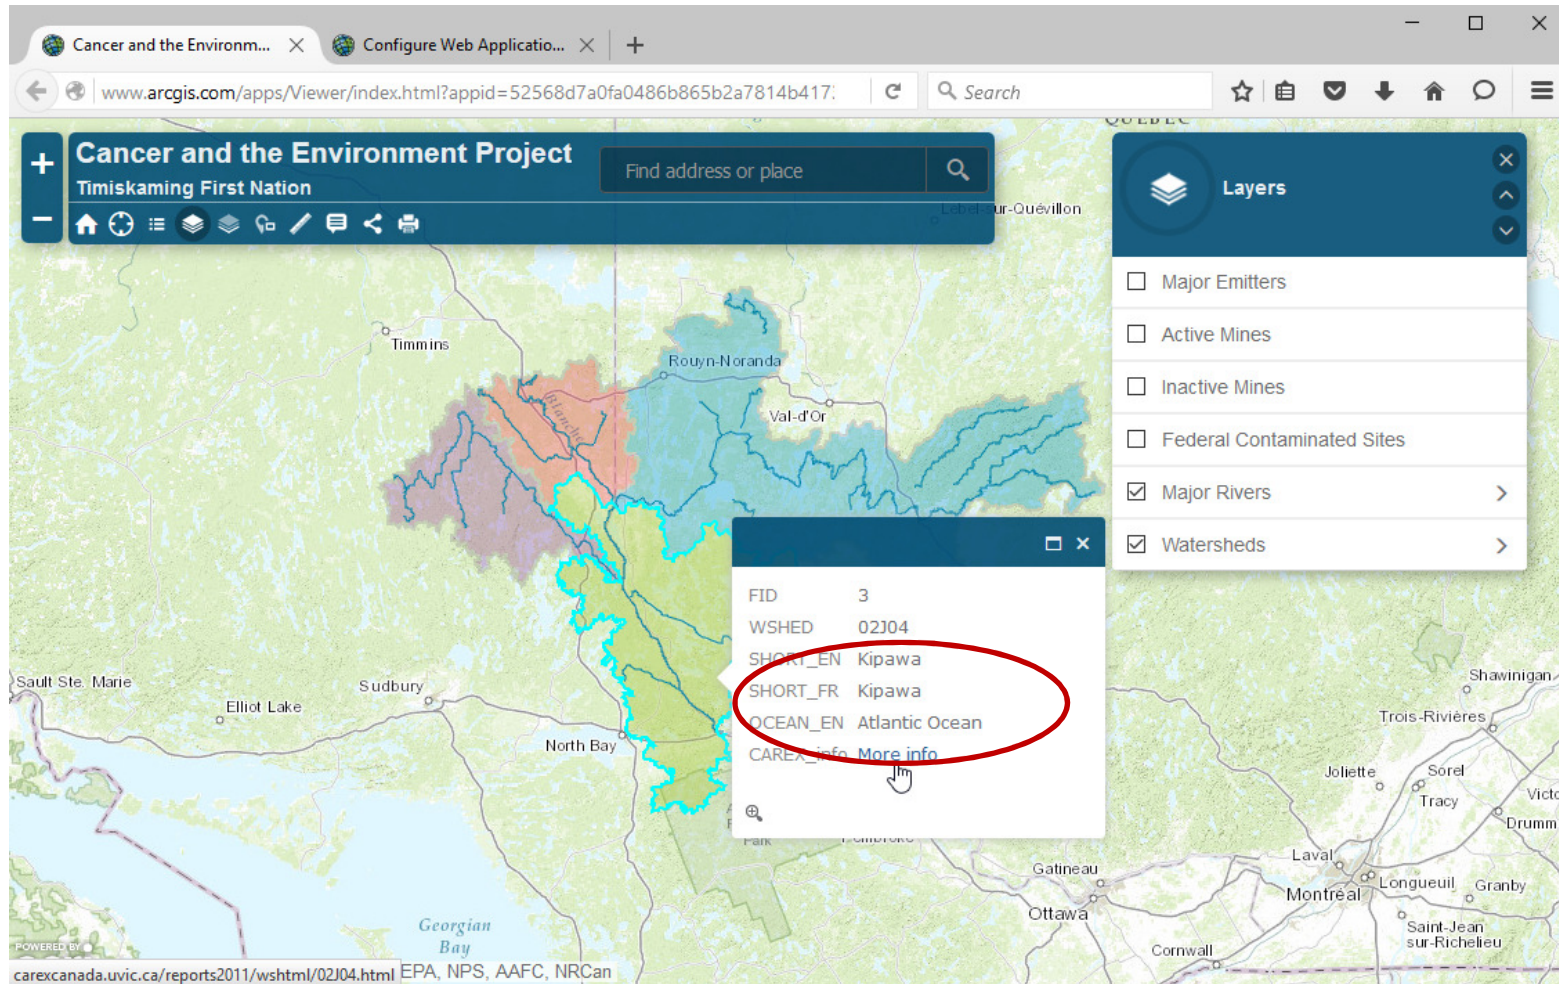 Cancer and the Environm...
Configure Web Applicatio...
www.arcgis.com/apps/Viewer/index.html?appid=52568d7a0fa0486b865b2a7814b417
Search
QUEBEC
Cancer and the Environment Project
Timiskaming First Nation
Find address or place
Layers
Lebel-sur-Quévillon
Major Emitters
Active Mines
Inactive Mines
Federal Contaminated Sites
Major Rivers
Watersheds
Timmins
Rouyn-Noranda
Blanche
Val-d'Or
FID 3
WSHED 02J04
SHORT_EN Kipawa
SHORT_FR Kipawa
OCEAN_EN Atlantic Ocean
CAREX_info More info
Sault Ste. Marie
Elliot Lake
Sudbury
North Bay
Shawinigan
Trois-Rivières
Joliette
Sorel
Tracy
Victo
Drumm
Park
Pembroke
Gatineau
Ottawa
Laval
Montréal
Longueuil
Granby
Saint-Jean
sur-Richelieu
Cornwall
Georgian
Bay
POWERED BY
carexcanada.uvic.ca/reports2011/wshtml/02J04.html
EPA, NPS, AAFC, NRCan